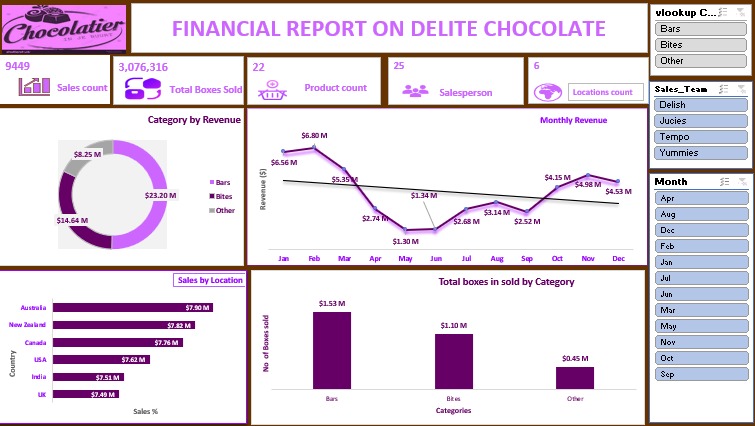 Chocolatier
FINANCIAL REPORT ON DELITE CHOCOLATE
9449
Sales count
3,076,316
Total Boxes Sold
22
Product count
25
Salesperson
6
Locations count
Category by Revenue
$8.25 M
$23.20 M
$14.64 M
Bars
Bites
Other
Monthly Revenue
Revenue ($)
$6.56 M
$6.80 M
$5.35 M
$2.74 M
$1.30 M
$1.34 M
$2.68 M
$3.14 M
$2.52 M
$4.15 M
$4.98 M
$4.53 M
Jan Feb Mar Apr May Jun Jul Aug Sep Oct Nov Dec
Sales by Location
Country
Australia $7.90 M
New Zealand $7.82 M
Canada $7.76 M
USA $7.62 M
India $7.51 M
UK $7.49 M
Sales %
Total boxes in sold by Category
No of Boxes sold
$1.53 M
$1.10 M
$0.45 M
Bars Bites Other
Categories
vlookup C...
Bars
Bites
Other
Sales_Team
Delish
Jucies
Tempo
Yummies
Month
Apr
Aug
Dec
Feb
Jan
Jul
Jun
Mar
May
Nov
Oct
Sep